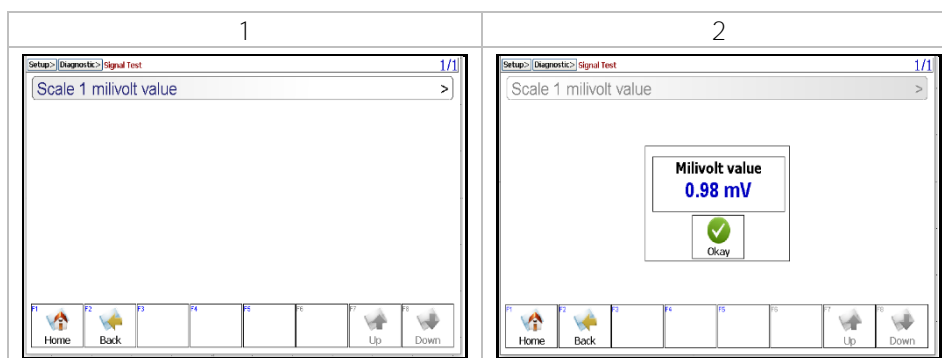 1
2
Setup> Diagnostic> Signal Test 1/1
Scale 1 milivolt value >
F1 F2 F3 F4 F5 F6 F7 F8
Home Back Up Down
Setup> Diagnostic> Signal Test 1/1
Scale 1 milivolt value >
Milivolt value
0.98 mV
Okay
F1 F2 F3 F4 F5 F6 F7 F8
Home Back Up Down